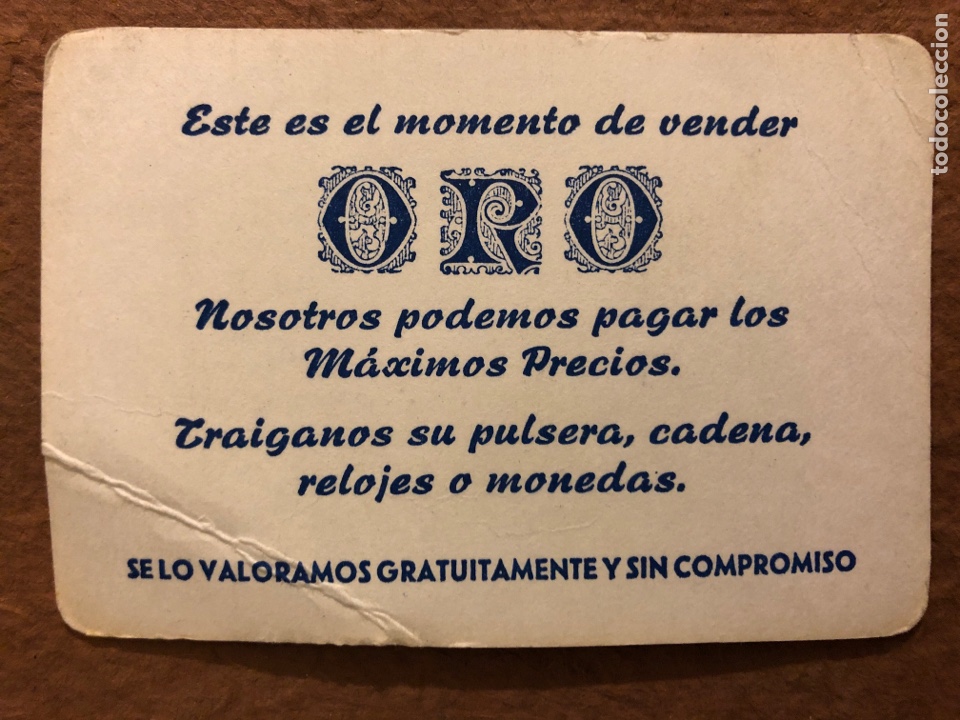 Este es el momento de vender
ORO
Nosotros podemos pagar los
Máximos Precios.
Traiganos su pulsera, cadena,
relojes o monedas.
SE LO VALORAMOS GRATUITAMENTE Y SIN COMPROMISO
todocoleccion